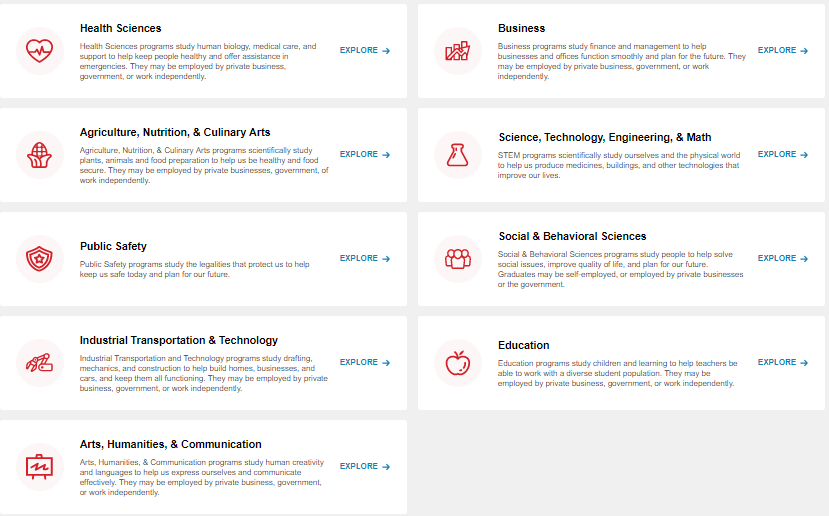 Health Sciences
Health Sciences programs study human biology, medical care, and
support to help keep people healthy and offer assistance in
emergencies. They may be employed by private business,
government, or work independently.
EXPLORE →
Business
Business programs study finance and management to help
businesses and offices function smoothly and plan for the future. They
may be employed by private business, government, or work
independently.
EXPLORE →
Agriculture, Nutrition, & Culinary Arts
Agriculture, Nutrition, & Culinary Arts programs scientifically study
plants, animals and food preparation to help us be healthy and food
secure. They may be employed by private businesses, government, of
work independently.
EXPLORE →
Science, Technology, Engineering, & Math
STEM programs scientifically study ourselves and the physical world
to help us produce medicines, buildings, and other technologies that
improve our lives.
EXPLORE →
Public Safety
Public Safety programs study the legalities that protect us to help
keep us safe today and plan for our future.
EXPLORE →
Social & Behavioral Sciences
Social & Behavioral Sciences programs study people to help solve
social issues, improve quality of life, and plan for our future.
Graduates may be self-employed, or employed by private businesses
or the government.
EXPLORE →
Industrial Transportation & Technology
Industrial Transportation and Technology programs study drafting,
mechanics, and construction to help build homes, businesses, and
cars, and keep them all functioning. They may be employed by private
business, government, or work independently.
EXPLORE →
Education
Education programs study children and learning to help teachers be
able to work with a diverse student population. They may be
employed by private business, government, or work independently.
EXPLORE →
Arts, Humanities, & Communication
Arts, Humanities, & Communication programs study human creativity
and languages to help us express ourselves and communicate
effectively. They may be employed by private business, government,
or work independently.
EXPLORE →